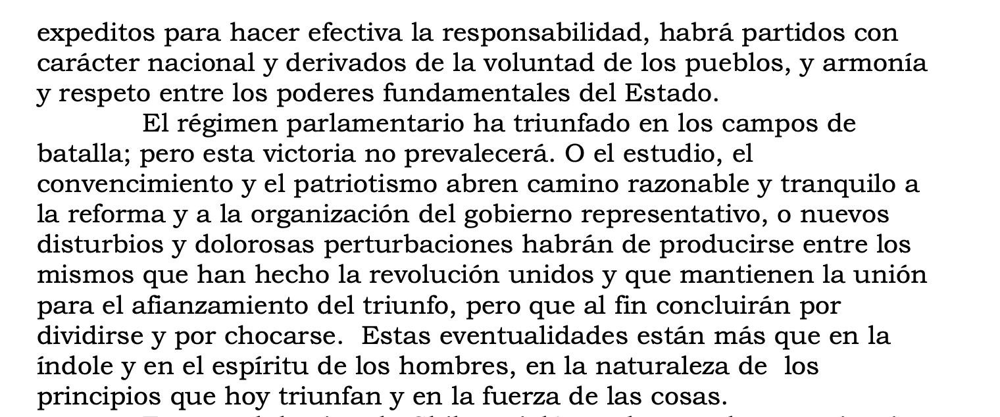 expeditos para hacer efectiva la responsabilidad, habrá partidos con
carácter nacional y derivados de la voluntad de los pueblos, y armonía
y respeto entre los poderes fundamentales del Estado.
El régimen parlamentario ha triunfado en los campos de
batalla; pero esta victoria no prevalecerá. O el estudio, el
convencimiento y el patriotismo abren camino razonable y tranquilo a
la reforma y a la organización del gobierno representativo, o nuevos
disturbios y dolorosas perturbaciones habrán de producirse entre los
mismos que han hecho la revolución unidos y que mantienen la unión
para el afianzamiento del triunfo, pero que al fin concluirán por
dividirse y por chocarse.  Estas eventualidades están más que en la
índole y en el espíritu de los hombres, en la naturaleza de  los
principios que hoy triunfan y en la fuerza de las cosas.